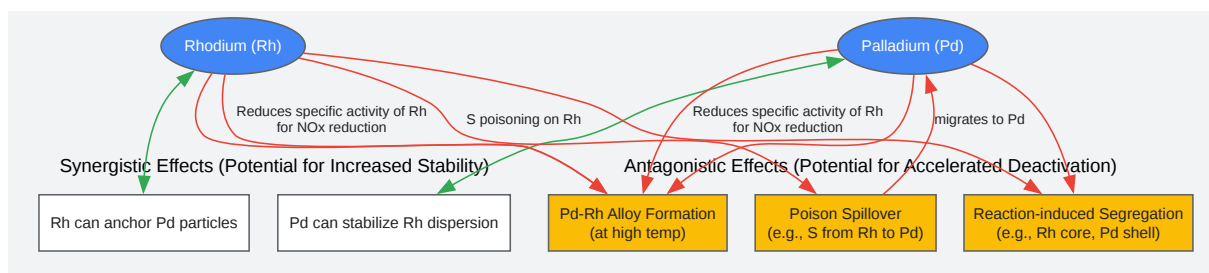 Rhodium (Rh)
Palladium (Pd)
Reduces specific activity of Rh
for NOx reduction
S poisoning on Rh
Reduces specific activity of Rh
for NOx reduction
migrates to Pd
Synergistic Effects (Potential for Increased Stability)
Antagonistic Effects (Potential for Accelerated Deactivation)
Rh can anchor Pd particles
Pd can stabilize Rh dispersion
Pd-Rh Alloy Formation
(at high temp)
Poison Spillover
(e.g., S from Rh to Pd)
Reaction-induced Segregation
(e.g., Rh core, Pd shell)